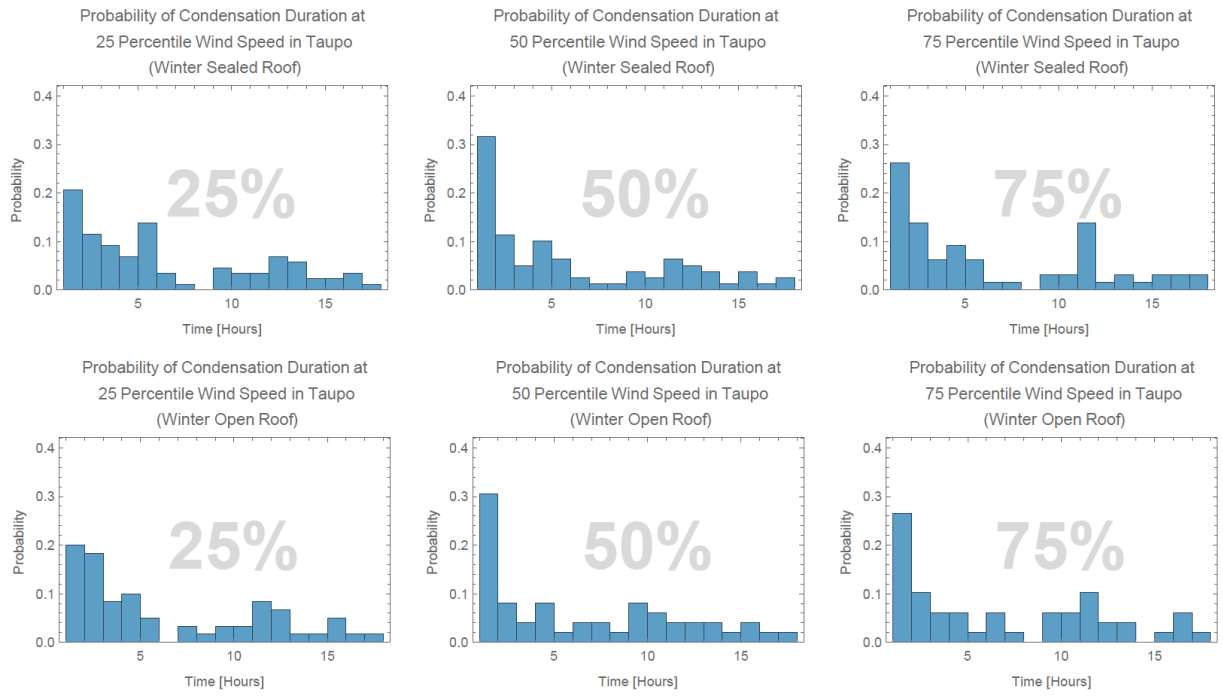 Probability of Condensation Duration at
25 Percentile Wind Speed in Taupo
(Winter Sealed Roof)
0.4
0.3
0.2
0.1
0.0
Probability
25%
5
10
15
Time [Hours]
Probability of Condensation Duration at
50 Percentile Wind Speed in Taupo
(Winter Sealed Roof)
0.4
0.3
0.2
0.1
0.0
Probability
50%
5
10
15
Time [Hours]
Probability of Condensation Duration at
75 Percentile Wind Speed in Taupo
(Winter Sealed Roof)
0.4
0.3
0.2
0.1
0.0
Probability
75%
5
10
15
Time [Hours]
Probability of Condensation Duration at
25 Percentile Wind Speed in Taupo
(Winter Open Roof)
0.4
0.3
0.2
0.1
0.0
Probability
25%
5
10
15
Time [Hours]
Probability of Condensation Duration at
50 Percentile Wind Speed in Taupo
(Winter Open Roof)
0.4
0.3
0.2
0.1
0.0
Probability
50%
5
10
15
Time [Hours]
Probability of Condensation Duration at
75 Percentile Wind Speed in Taupo
(Winter Open Roof)
0.4
0.3
0.2
0.1
0.0
Probability
75%
5
10
15
Time [Hours]